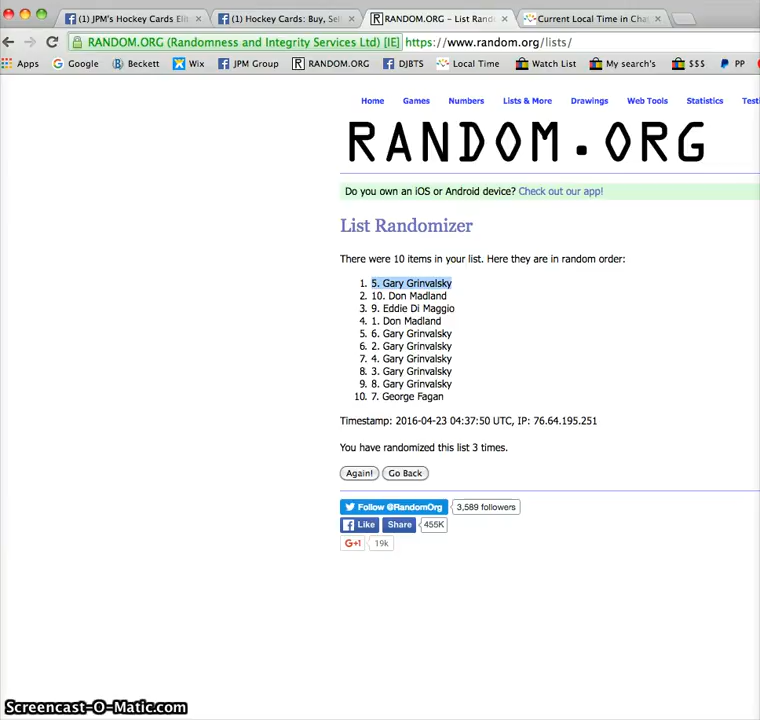 (1) JPM's Hockey Cards Elit
(1) Hockey Cards: Buy, Sel
RANDOM.ORG – List Rand
Current Local Time in Cha
RANDOM.ORG (Randomness and Integrity Services Ltd) [IE] https://www.random.org/lists/
Apps Google Beckett Wix JPM Group RANDOM.ORG DJBTS Local Time Watch List My search's $$$ PP
Home Games Numbers Lists & More Drawings Web Tools Statistics Testi
RANDOM.ORG
Do you own an iOS or Android device? Check out our app!
List Randomizer
There were 10 items in your list. Here they are in random order:
1. 5. Gary Grinvalsky
2. 10. Don Madland
3. 9. Eddie Di Maggio
4. 1. Don Madland
5. 6. Gary Grinvalsky
6. 2. Gary Grinvalsky
7. 4. Gary Grinvalsky
8. 3. Gary Grinvalsky
9. 8. Gary Grinvalsky
10. 7. George Fagan
Timestamp: 2016-04-23 04:37:50 UTC, IP: 76.64.195.251
You have randomized this list 3 times.
Again! Go Back
Follow @RandomOrg 3,589 followers
Like Share 455K
G+1 19k
Screencast-O-Matic.com